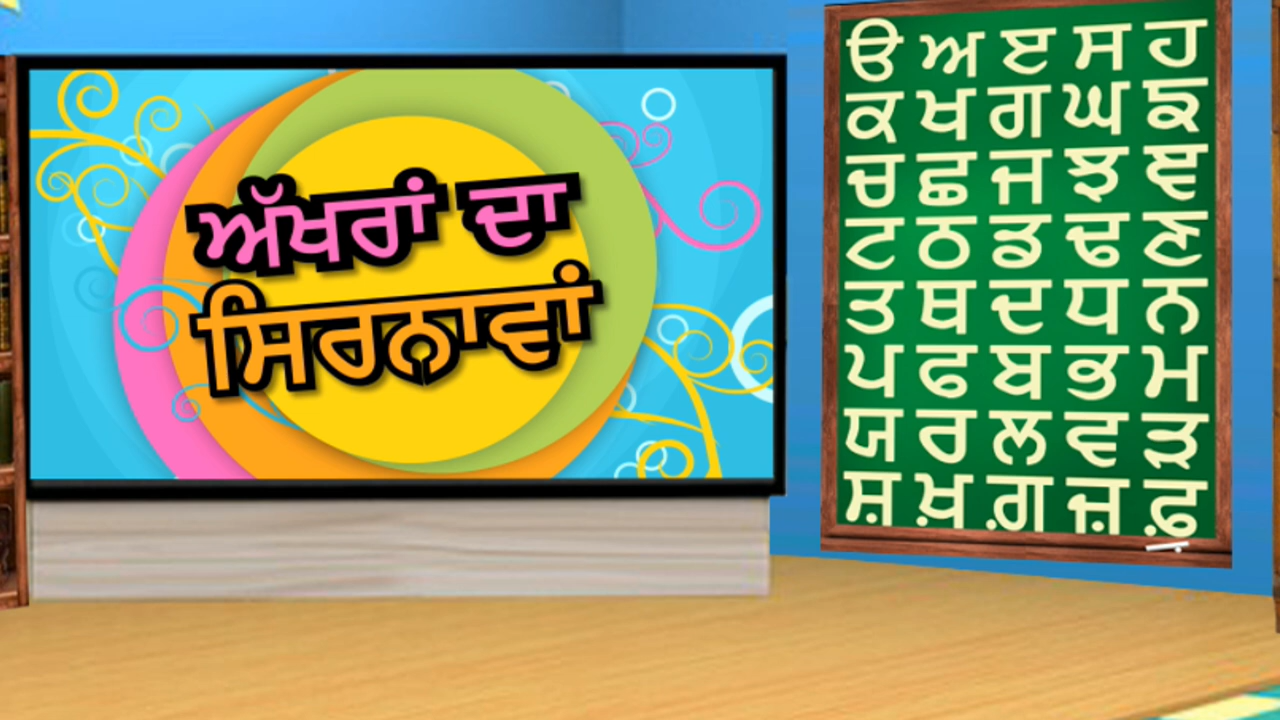 ਅੱਖਰਾਂ ਦਾ
ਸਿਰਨਾਵਾਂ
ੳ ਅ ੲ ਸ ਹ
ਕ ਖ ਗ ਘ ਙ
ਚ ਛ ਜ ਝ ਞ
ਟ ਠ ਡ ਢ ਣ
ਤ ਥ ਦ ਧ ਨ
ਪ ਫ ਬ ਭ ਮ
ਯ ਰ ਲ ਵ ੜ
ਸ਼ ਖ਼ ਗ਼ ਜ਼ ਫ਼